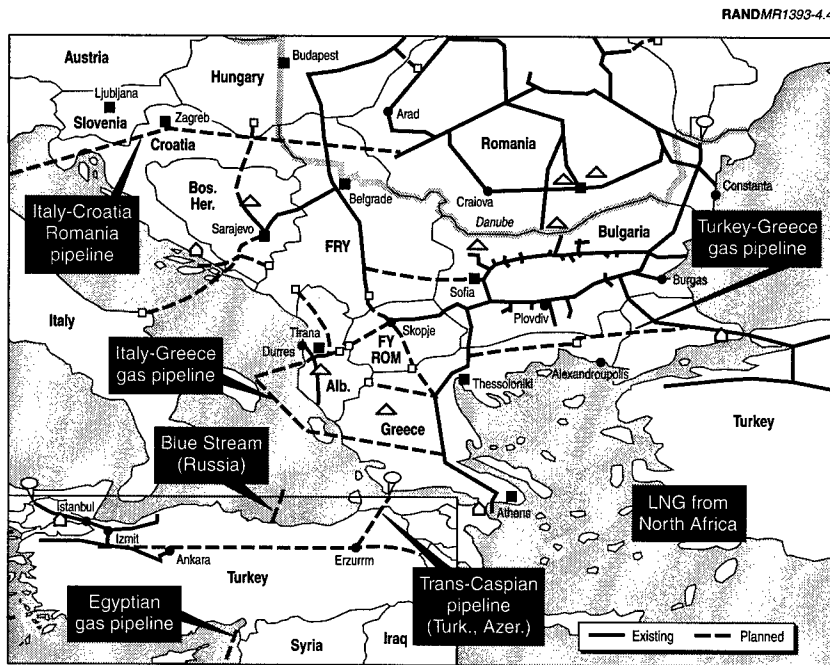 RANDMR1393-4.4
Austria
Budapest
Hungary
Ljubljana
Slovenia
Zagreb
Croatia
Arad
Romania
Bos.
Her.
Belgrade
Craiova
Constanta
Italy-Croatia
Romania
pipeline
Sarajevo
Danube
FRY
Bulgaria
Turkey-Greece
gas pipeline
Sofia
Burgas
Italy
Plovdiv
Tirana
Skopje
Durres
FY
ROM
Italy-Greece
gas pipeline
Alb.
Thessoloniki
Alexandroupolis
Greece
Turkey
Blue Stream
(Russia)
Istanbul
Athens
LNG from
North Africa
Izmit
Ankara
Erzurrm
Turkey
Trans-Caspian
pipeline
(Turk., Azer.)
Egyptian
gas pipeline
Syria
Iraq
Existing
Planned